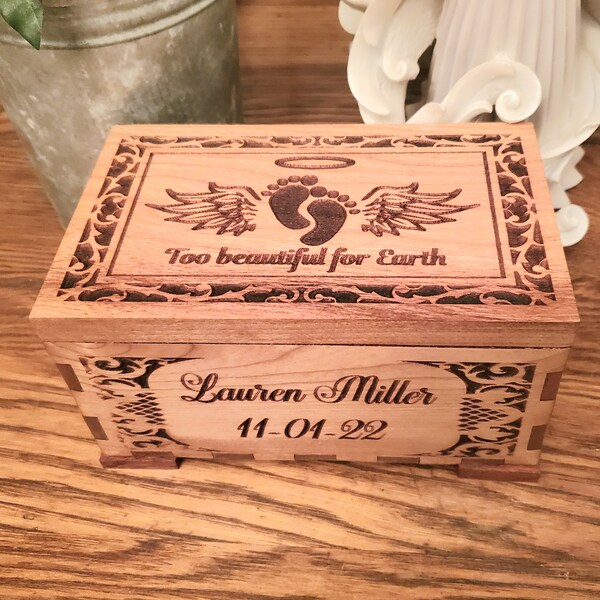 Too beautiful for Earth
Lauren Miller
11-01-22